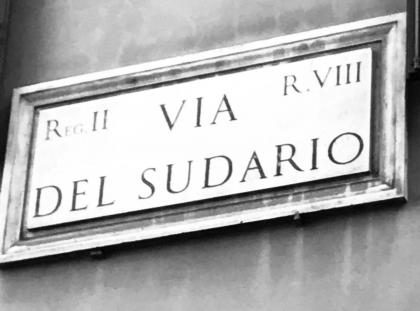 REG. II VIA R. VIII
DEL SUDARIO